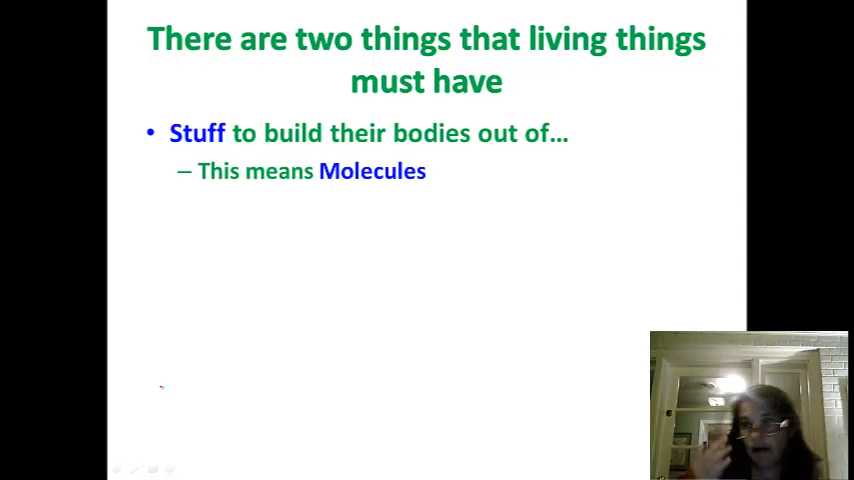 There are two things that living things
must have
• Stuff to build their bodies out of…
– This means Molecules